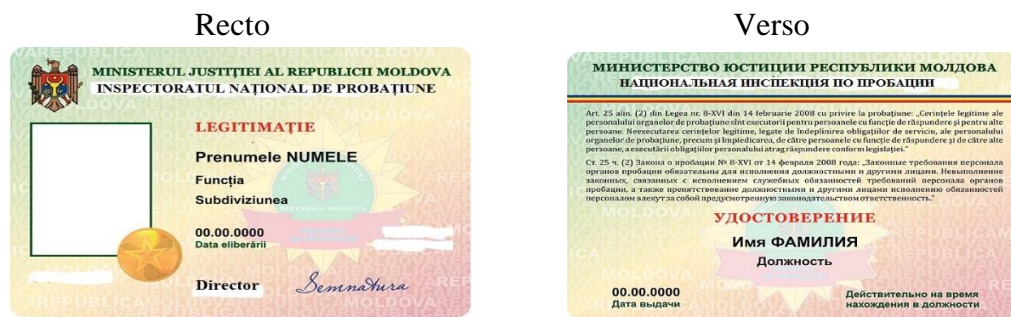 Recto
Verso
MINISTERUL JUSTIȚIEI AL REPUBLICII MOLDOVA
INSPECTORATUL NAȚIONAL DE PROBAȚIUNE
LEGITIMAȚIE
Prenumele NUMELE
Funcția
Subdiviziunea
REPUBLICA MOLDOVA
00.00.0000
Data eliberării
Director
Semnatura
МИНИСТЕРСТВО ЮСТИЦИИ РЕСПУБЛИКИ МОЛДОВА
НАЦИОНАЛЬНАЯ ИНСПЕКЦИЯ ПО ПРОБАЦИИ
Art. 25 alin. (2) din Legea nr. 8-XVI din 14 februarie 2008 cu privire la probațiune: „Cerințele legitime ale
personalului organelor de probațiune sînt executorii pentru persoanele cu funcție de răspundere și pentru alte
persoane. Neexecutarea cerințelor legitime, legate de îndeplinirea obligațiilor de serviciu, ale personalului
organelor de probațiune, precum și împiedicarea, de către persoanele cu funcție de răspundere și de către alte
persoane, a executării obligațiilor personalului atrag răspundere conform legislației."
Ст. 25 ч. (2) Закона о пробации № 8-XVI от 14 февраля 2008 года: „Законные требования персонала
органов пробации обязательны для исполнения должностными и другими лицами. Невыполнение
законных, связанных с исполнением служебных обязанностей требований персонала органов
пробации, а также препятствование должностными и другими лицами исполнению обязанностей
персоналом влекут за собой предусмотренную законодательством ответственность."
УДОСТОВЕРЕНИЕ
Имя ФАМИЛИЯ
Должность
00.00.0000
Дата выдачи
Действительно на время
нахождения в должности